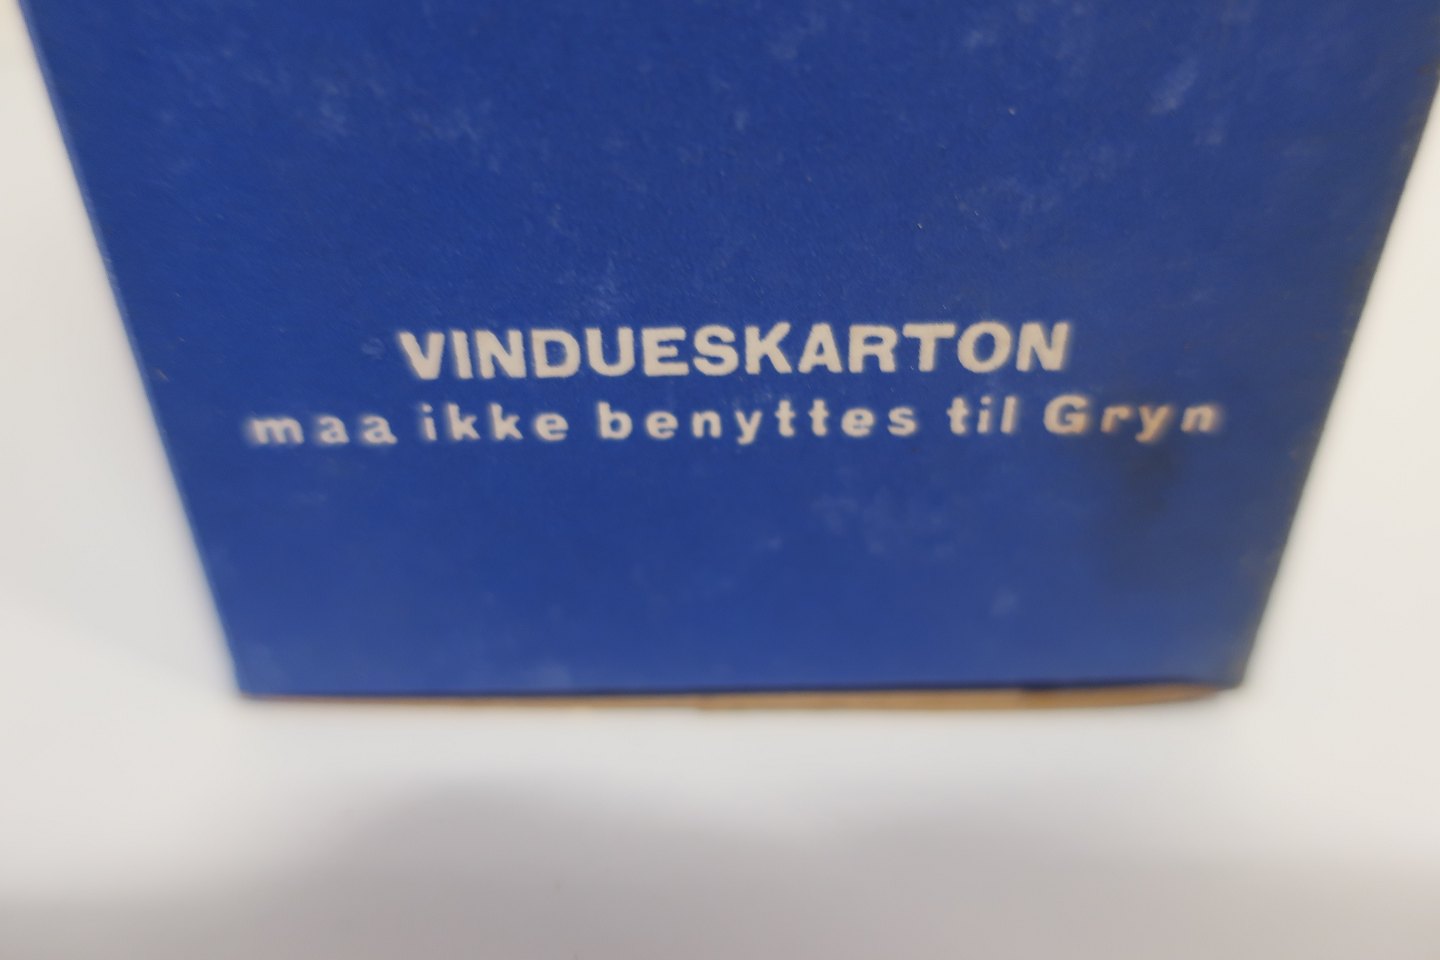 VINDUESKARTON
maa ikke benyttes til Gryn